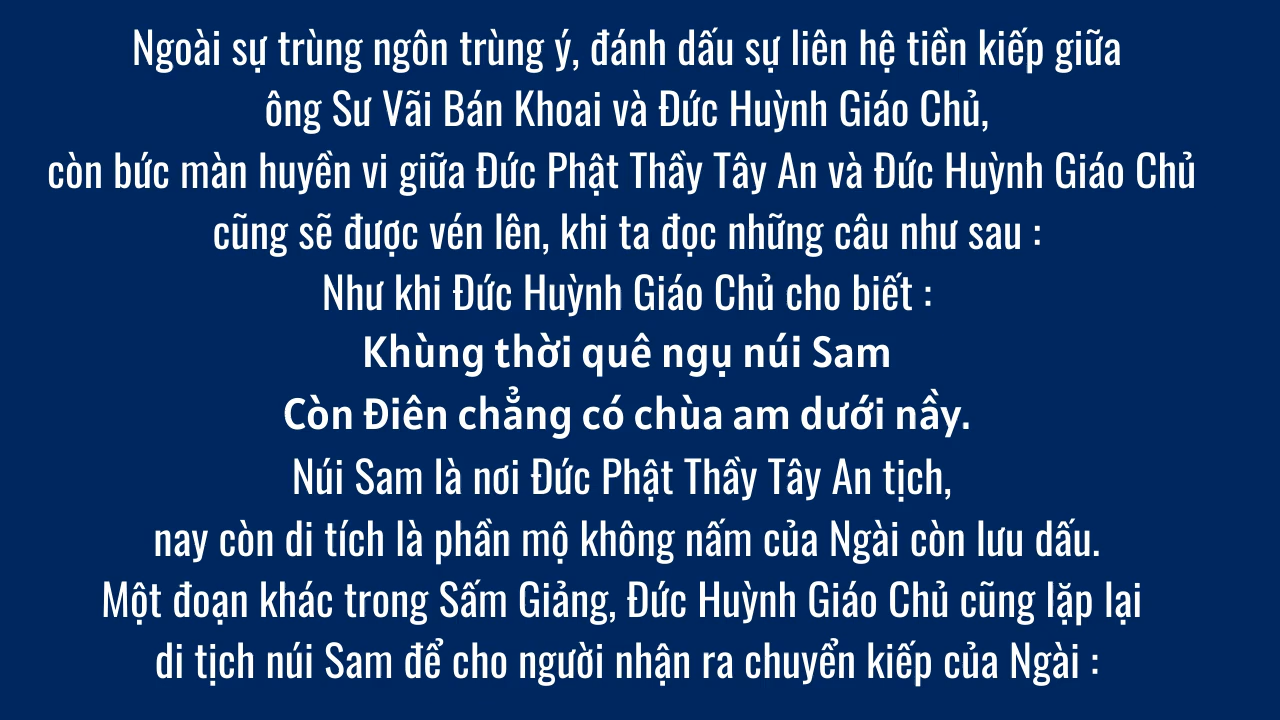 Ngoài sự trùng ngôn trùng ý, đánh dấu sự liên hệ tiền kiếp giữa
ông Sư Vãi Bán Khoai và Đức Huỳnh Giáo Chủ,
còn bức màn huyền vi giữa Đức Phật Thầy Tây An và Đức Huỳnh Giáo Chủ
cũng sẽ được vén lên, khi ta đọc những câu như sau :
Như khi Đức Huỳnh Giáo Chủ cho biết :
Khùng thời quê ngụ núi Sam
Còn Điên chẳng có chùa am dưới nầy.
Núi Sam là nơi Đức Phật Thầy Tây An tịch,
nay còn di tích là phần mộ không nấm của Ngài còn lưu dấu.
Một đoạn khác trong Sấm Giảng, Đức Huỳnh Giáo Chủ cũng lặp lại
di tịch núi Sam để cho người nhận ra chuyển kiếp của Ngài :